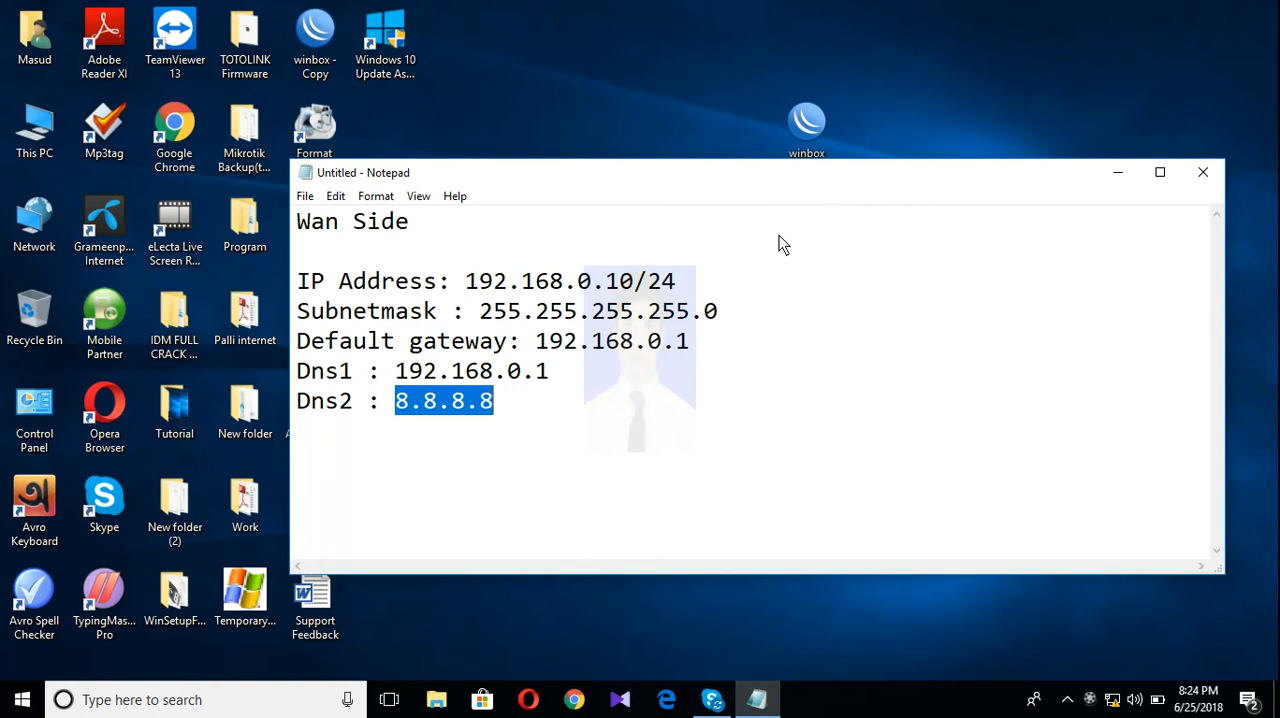 Masud
Adobe Reader XI
TeamViewer 13
TOTOLINK Firmware
winbox - Copy
Windows 10 Update As...
This PC
Mp3tag
Google Chrome
Mikrotik Backup(t...
Format
winbox
Untitled - Notepad
File Edit Format View Help
Wan Side
IP Address: 192.168.0.10/24
Subnetmask : 255.255.255.255.0
Default gateway: 192.168.0.1
Dns1 : 192.168.0.1
Dns2 : 8.8.8.8
Network
Grameenp... Internet
eLecta Live Screen R...
Program
Recycle Bin
Mobile Partner
IDM FULL CRACK ...
Palli internet
Control Panel
Opera Browser
Tutorial
New folder
Avro Keyboard
Skype
New folder (2)
Work
Avro Spell Checker
TypingMas... Pro
WinSetupF...
Temporary...
Support Feedback
Type here to search
8:24 PM
6/25/2018
2